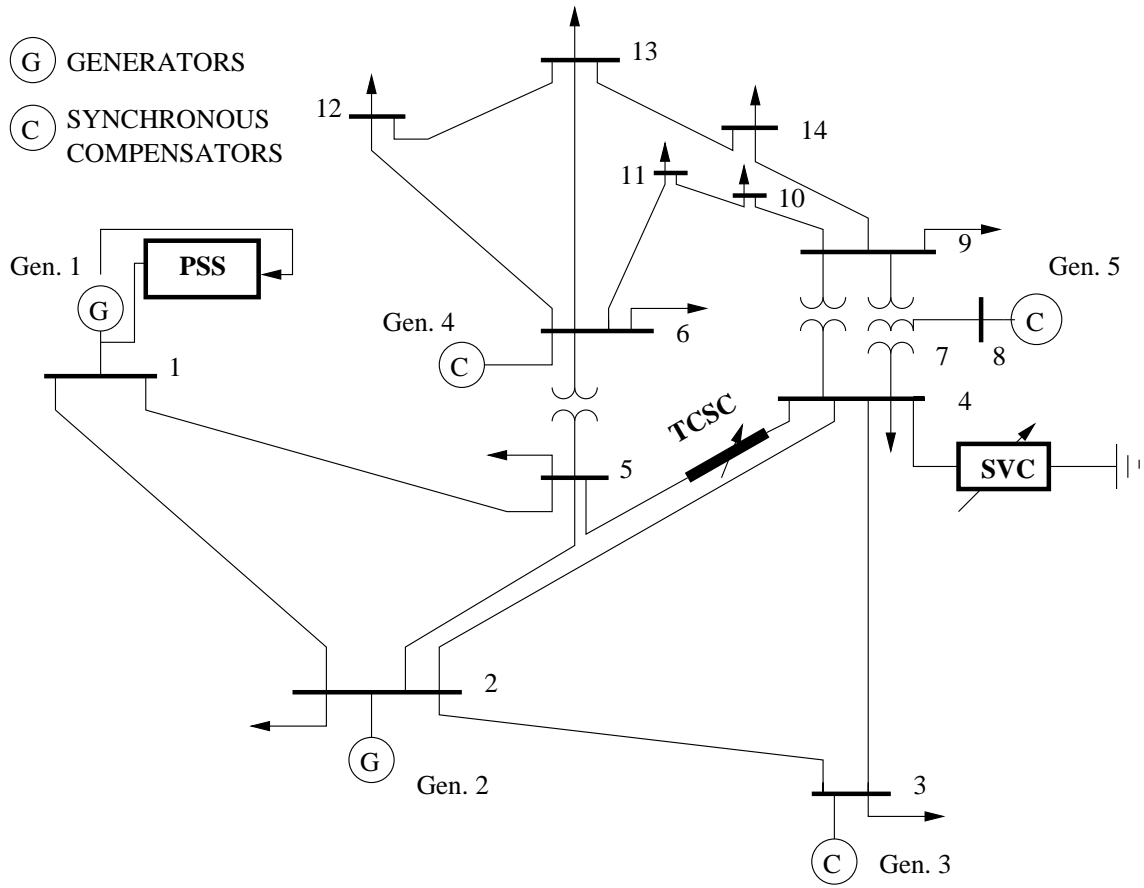 13
G GENERATORS
12
14
C SYNCHRONOUS
COMPENSATORS
11
10
9
Gen. 1
PSS
Gen. 5
G
Gen. 4
6
C
7
8
1
C
4
TCSC
5
SVC
2
G
Gen. 2
3
C
Gen. 3